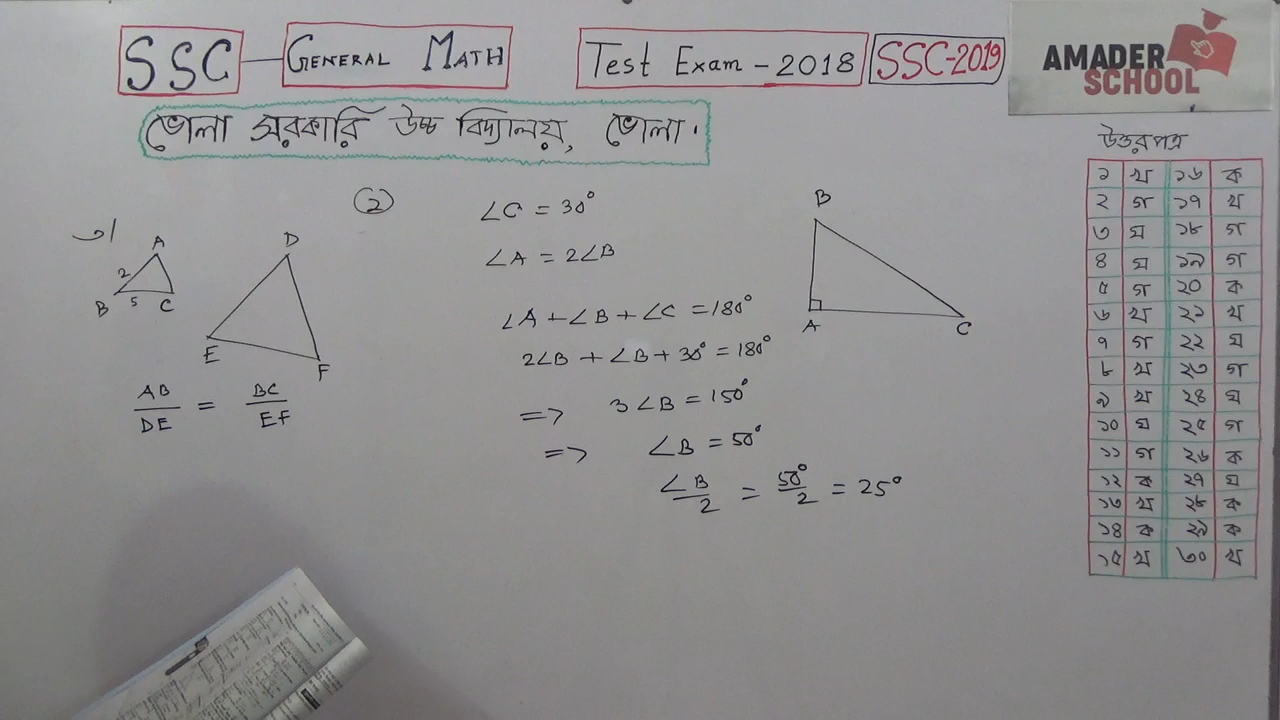 SSC GENERAL MATH Test Exam - 2018 SSC-2019
AMADER SCHOOL
ভোলা সরকারি উচ্চ বিদ্যালয়, ভোলা।
উত্তরপত্র
১ খ ১৬ ক
২ গ ১৭ খ
৩ ঘ ১৮ গ
৪ ঘ ১৯ গ
৫ গ ২০ ক
৬ খ ২১ খ
৭ গ ২২ ঘ
৮ খ ২৩ গ
৯ খ ২৪ ঘ
১০ ঘ ২৫ গ
১১ গ ২৬ ক
১২ ক ২৭ ঘ
১৩ খ ২৮ ক
১৪ ক ২৯ ক
১৫ খ ৩০ খ
৩।
A
2
B 5 C
D
E
F
AB/DE = BC/EF
②
∠C = 30°
∠A = 2∠B
∠A + ∠B + ∠C = 180°
2∠B + ∠B + 30° = 180°
=> 3∠B = 150°
=> ∠B = 50°
∠B/2 = 50°/2 = 25°
B
A
C